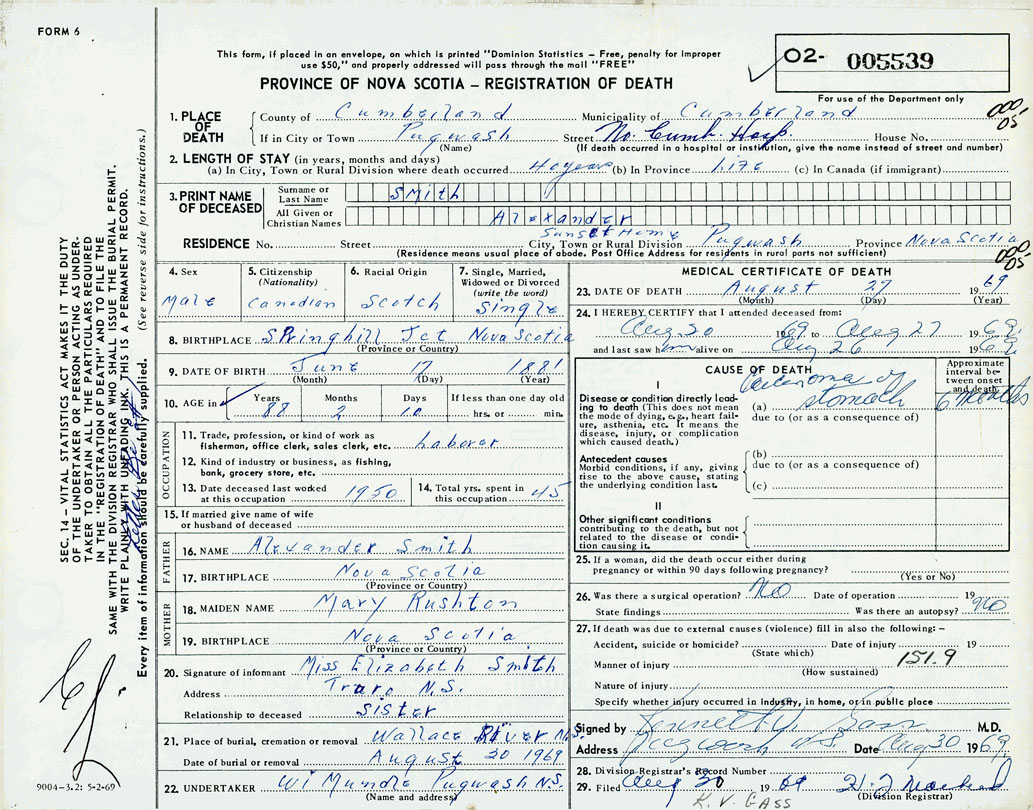 FORM 6
This form, if placed in an envelope, on which is printed "Dominion Statistics – Free, penalty for improper
use $50," and properly addressed will pass through the mail "FREE"
PROVINCE OF NOVA SCOTIA – REGISTRATION OF DEATH
02- 005539
For use of the Department only
1. PLACE OF DEATH
County of Cumberland Municipality of Cumberland
If in City or Town Pugwash Street No. Cumb. Hosp. House No.
(Name) (If death occurred in a hospital or institution, give the name instead of street and number)
000-05
2. LENGTH OF STAY (in years, months and days)
(a) In City, Town or Rural Division where death occurred 40 years (b) In Province Life (c) In Canada (if immigrant)
3. PRINT NAME OF DECEASED
Surname or Last Name Smith
All Given or Christian Names Alexander
Sunset Home
RESIDENCE No. Street City, Town or Rural Division Pugwash Province Nova Scotia
(Residence means usual place of abode. Post Office Address for residents in rural parts not sufficient)
000-05
4. Sex Male
5. Citizenship (Nationality) Canadian
6. Racial Origin Scotch
7. Single, Married, Widowed or Divorced (write the word) Single
8. BIRTHPLACE Springhill Jct Nova Scotia
(Province or Country)
9. DATE OF BIRTH June 17 1881
(Month) (Day) (Year)
10. AGE in Years 88 Months 2 Days 10 If less than one day old hrs. or min.
OCCUPATION
11. Trade, profession, or kind of work as
fisherman, office clerk, sales clerk, etc. Laborer
12. Kind of industry or business, as fishing,
bank, grocery store, etc.
13. Date deceased last worked
at this occupation 1950
14. Total yrs. spent in
this occupation 45
15. If married give name of wife
or husband of deceased
FATHER
16. NAME Alexander Smith
17. BIRTHPLACE Nova Scotia
(Province or Country)
MOTHER
18. MAIDEN NAME Mary Rushton
19. BIRTHPLACE Nova Scotia
(Province or Country)
20. Signature of informant Miss Elizabeth Smith
Address Truro N.S.
Relationship to deceased Sister
21. Place of burial, cremation or removal Wallace River N.S.
Date of burial or removal August 30 1969
22. UNDERTAKER W. Mundle Pugwash N.S.
(Name and address)
MEDICAL CERTIFICATE OF DEATH
23. DATE OF DEATH August 27 1969
(Month) (Day) (Year)
24. I HEREBY CERTIFY that I attended deceased from:
Aug 20 1969 to Aug 27 1969
and last saw him alive on Aug 26 1969
CAUSE OF DEATH
Approximate interval between onset and death
I
Disease or condition directly leading
to death (This does not
mean the mode of dying, e.g., heart failure,
asthenia, etc. It means the
disease, injury, or complication
which caused death.)
(a) stomach 6 Months
due to (or as a consequence of)
Antecedent causes
Morbid conditions, if any, giving
rise to the above cause, stating
the underlying condition last.
(b)
due to (or as a consequence of)
(c)
II
Other significant conditions
contributing to the death, but not
related to the disease or condition
causing it.
25. If a woman, did the death occur either during
pregnancy or within 90 days following pregnancy?
(Yes or No)
26. Was there a surgical operation? No Date of operation 19
State findings Was there an autopsy? No
27. If death was due to external causes (violence) fill in also the following: –
Accident, suicide or homicide? Date of injury 19
(State which)
Manner of injury 151.9
(How sustained)
Nature of injury
Specify whether injury occurred in industry, in home, or in public place
Signed by M.D.
Address Pugwash N.S. Date Aug 30 1969
28. Division-Registrar's Record Number
29. Filed Aug 30 1969
(Division Registrar)
K. V. GASS
SEC. 14 – VITAL STATISTICS ACT MAKES IT THE DUTY
OF THE UNDERTAKER OR PERSON ACTING AS UNDER-
TAKER TO OBTAIN ALL THE PARTICULARS REQUIRED
IN THE "REGISTRATION OF DEATH" AND TO FILE THE
SAME WITH THE DIVISION REGISTRAR WHO SHALL ISSUE THE BURIAL PERMIT.
WRITE PLAINLY WITH UNFADING INK. THIS IS A PERMANENT RECORD.
Every item of information should be carefully supplied. (See reverse side for instructions.)
9004-3.2: 5-2-69